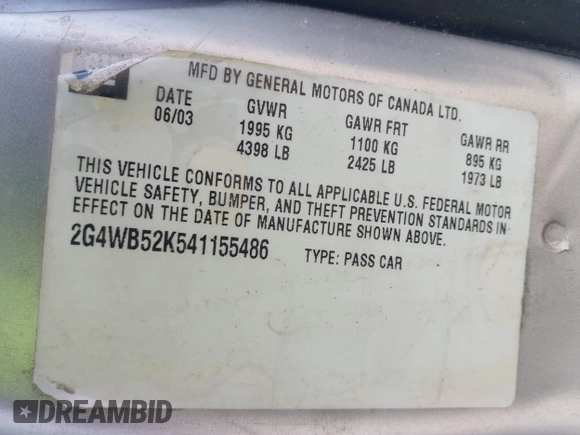 MFD BY GENERAL MOTORS OF CANADA LTD.
DATE GVWR GAWR FRT GAWR RR
06/03 1995 KG 1100 KG 895 KG
4398 LB 2425 LB 1973 LB
THIS VEHICLE CONFORMS TO ALL APPLICABLE U.S. FEDERAL MOTOR
VEHICLE SAFETY, BUMPER, AND THEFT PREVENTION STANDARDS IN
EFFECT ON THE DATE OF MANUFACTURE SHOWN ABOVE.
2G4WB52K541155486 TYPE: PASS CAR
DREAMBID